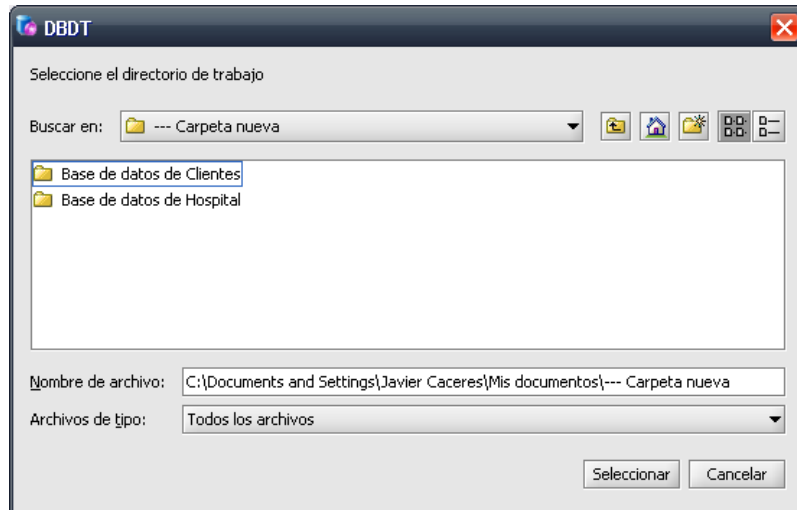 DBDT
Seleccione el directorio de trabajo
Buscar en: --- Carpeta nueva
Base de datos de Clientes
Base de datos de Hospital
Nombre de archivo: C:\Documents and Settings\Javier Caceres\Mis documentos\--- Carpeta nueva
Archivos de tipo: Todos los archivos
Seleccionar Cancelar